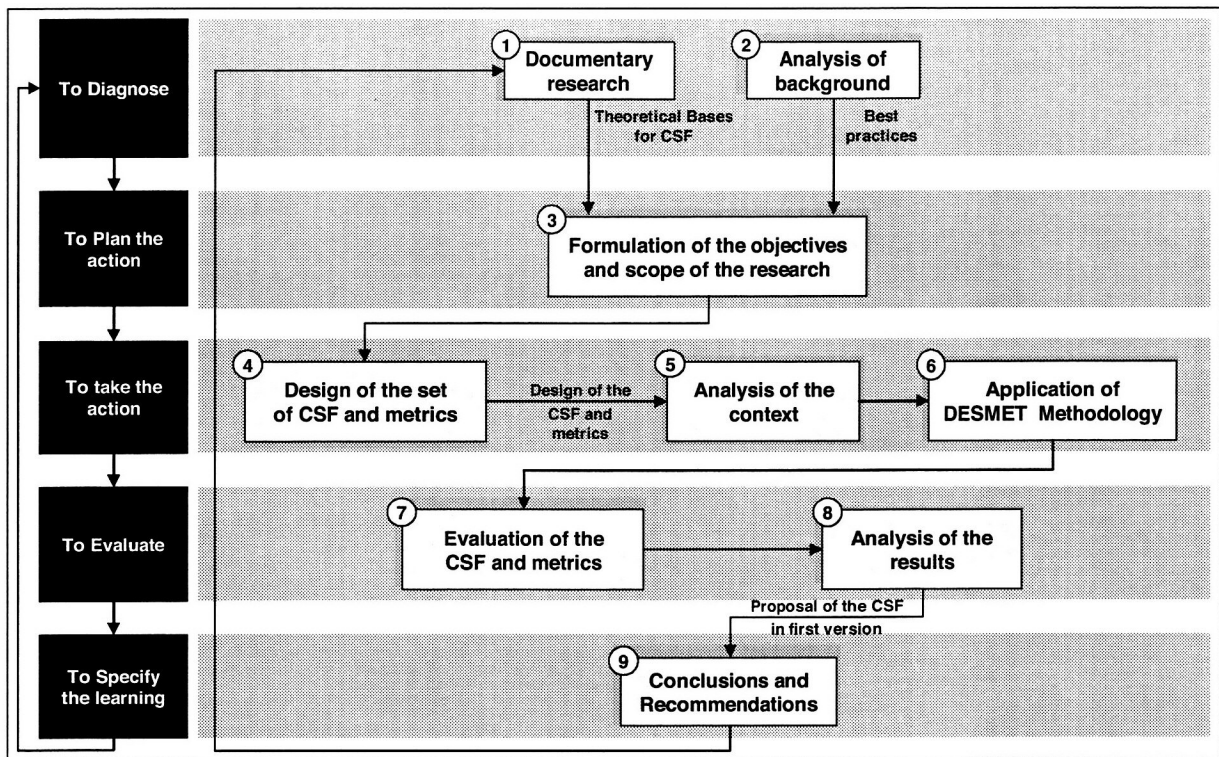 To Diagnose
1
Documentary
research
2
Analysis of
background
Theoretical Bases
for CSF
Best
practices
To Plan the
action
3
Formulation of the objectives
and scope of the research
To take the
action
4
Design of the set
of CSF and metrics
Design of the
CSF and
metrics
5
Analysis of the
context
6
Application of
DESMET Methodology
To Evaluate
7
Evaluation of the
CSF and metrics
8
Analysis of the
results
Proposal of the CSF
in first version
To Specify
the learning
9
Conclusions and
Recommendations